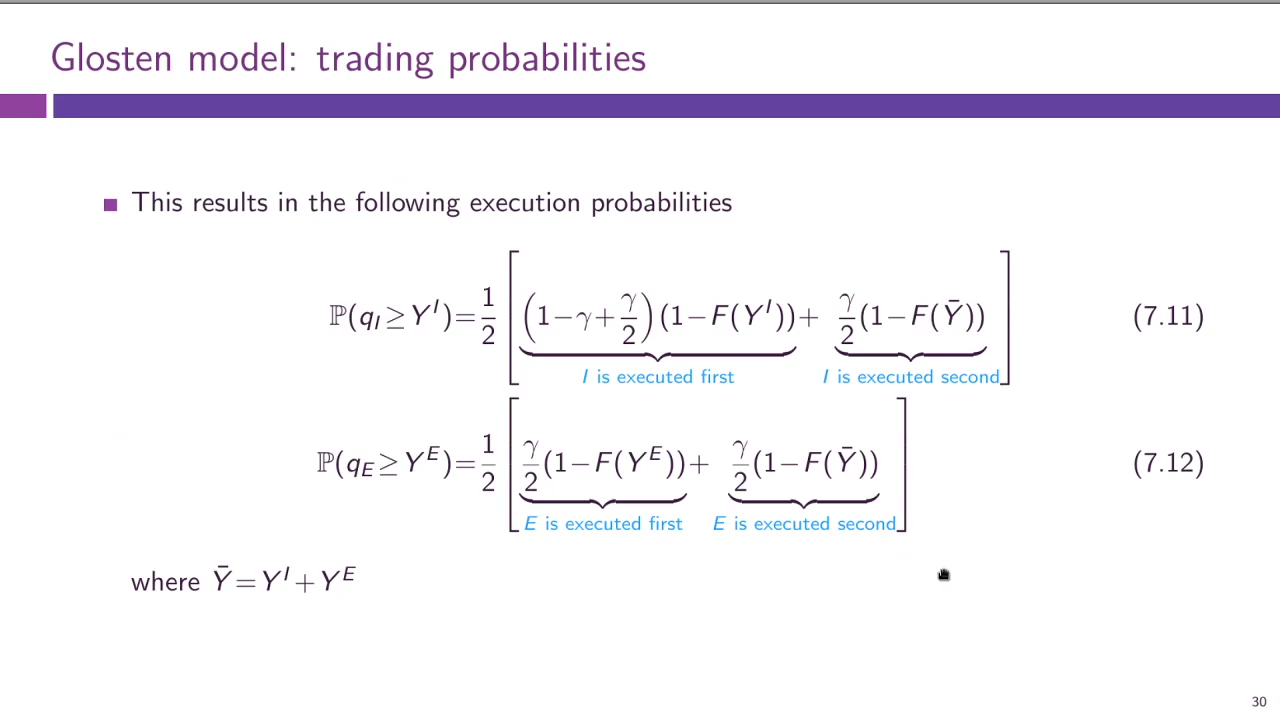 Glosten model: trading probabilities
This results in the following execution probabilities
ℙ(q_I ≥ Y^I) = 1/2 [ (1−γ+γ/2)(1−F(Y^I)) + γ/2 (1−F(Ȳ)) ] (7.11)
I is executed first I is executed second
ℙ(q_E ≥ Y^E) = 1/2 [ γ/2 (1−F(Y^E)) + γ/2 (1−F(Ȳ)) ] (7.12)
E is executed first E is executed second
where Ȳ = Y^I + Y^E
30